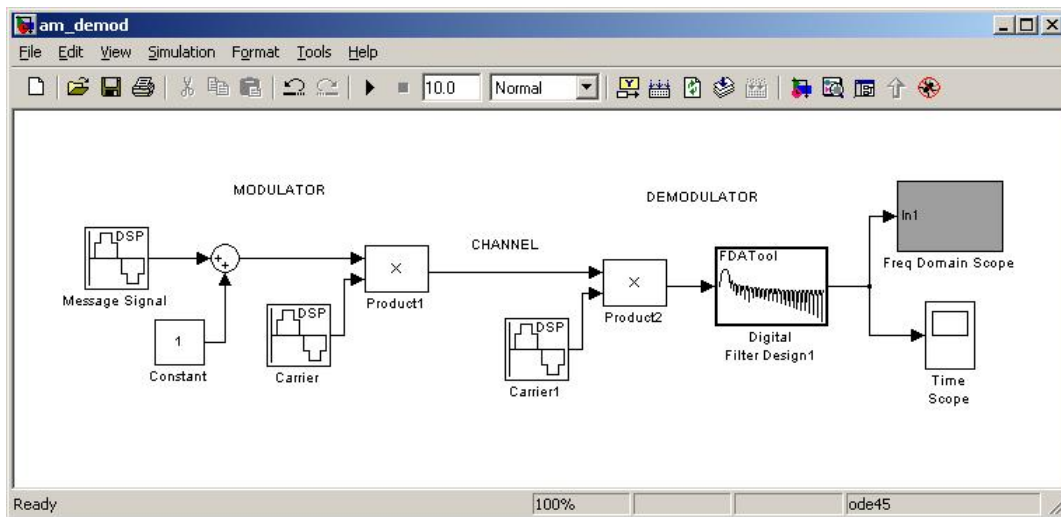 am_demod
File Edit View Simulation Format Tools Help
10.0 Normal
MODULATOR
DEMODULATOR
CHANNEL
DSP
Message Signal
1
Constant
DSP
Carrier
×
Product1
DSP
Carrier1
×
Product2
FDATool
Digital
Filter Design1
In1
Freq Domain Scope
Time
Scope
Ready 100% ode45